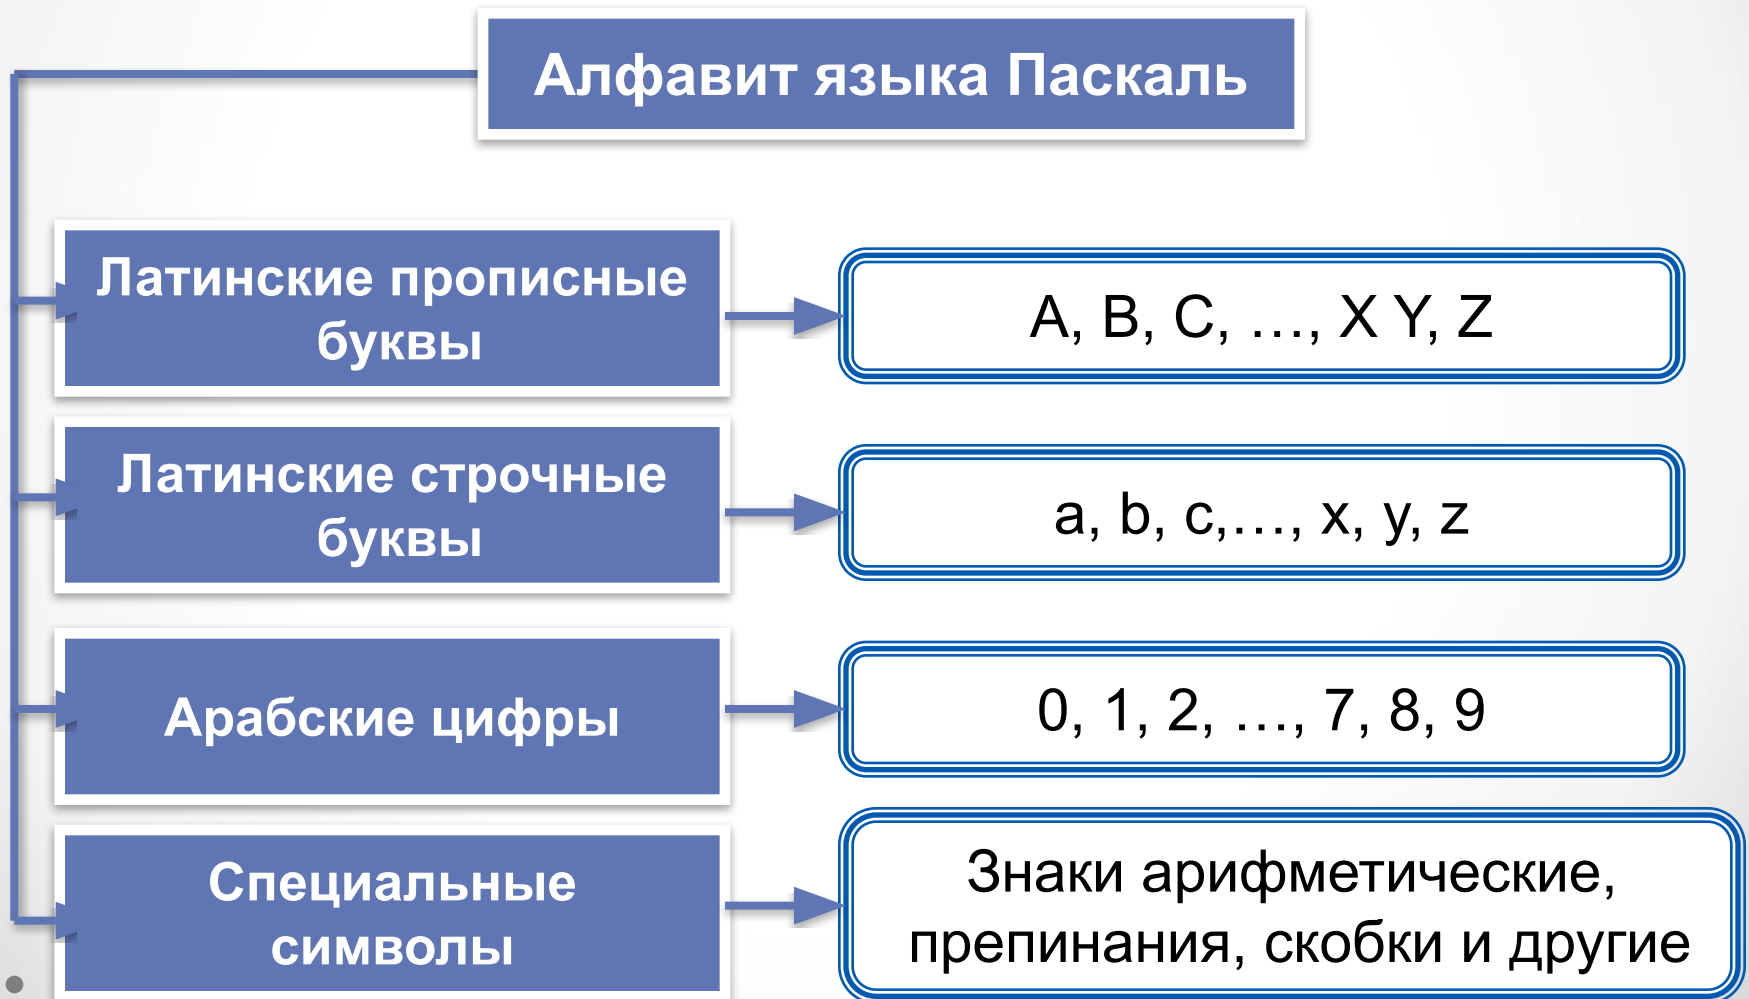 Алфавит языка Паскаль
Латинские прописные
буквы
A, B, C, …, X Y, Z
Латинские строчные
буквы
a, b, c,…, x, y, z
Арабские цифры
0, 1, 2, …, 7, 8, 9
Специальные
символы
Знаки арифметические,
препинания, скобки и другие